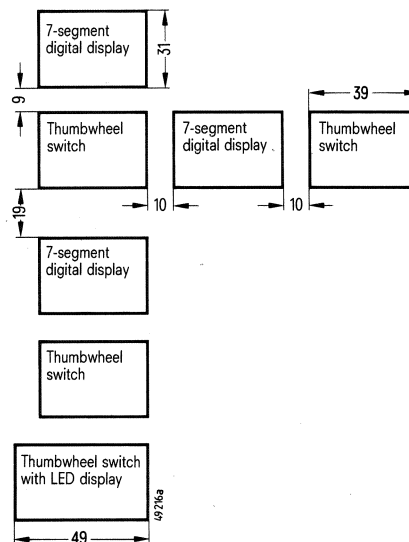 7-segment
digital display
31
9
39
Thumbwheel
switch
7-segment
digital display
Thumbwheel
switch
10
10
19
7-segment
digital display
Thumbwheel
switch
Thumbwheel switch
with LED display
49216a
49